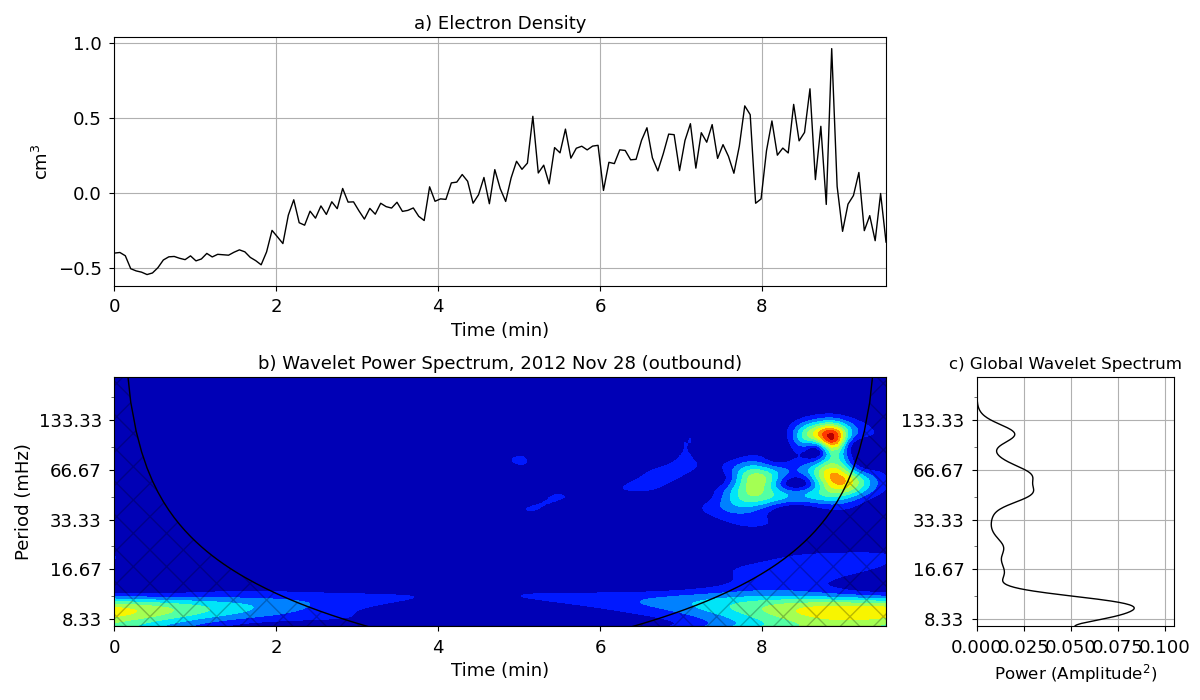 a) Electron Density
1.0
0.5
0.0
−0.5
cm³
0 2 4 6 8
Time (min)
b) Wavelet Power Spectrum, 2012 Nov 28 (outbound)
133.33
66.67
33.33
16.67
8.33
Period (mHz)
0 2 4 6 8
Time (min)
c) Global Wavelet Spectrum
133.33
66.67
33.33
16.67
8.33
0.000 0.025 0.050 0.075 0.100
Power (Amplitude²)